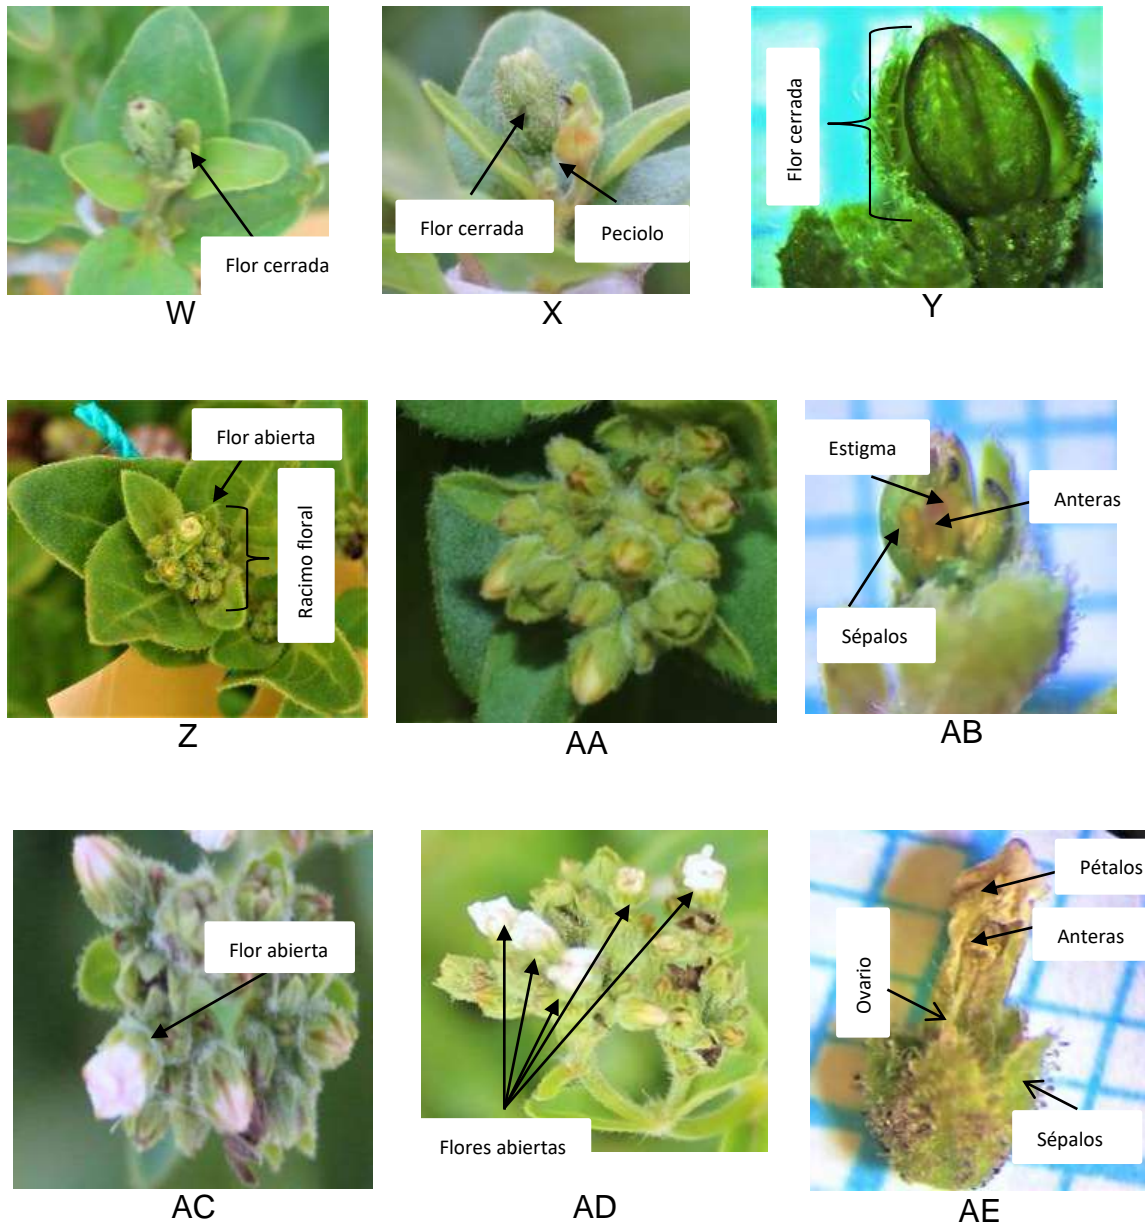 Flor cerrada
W
Flor cerrada
Peciolo
X
Flor cerrada
Y
Flor abierta
Racimo floral
Z
AA
Estigma
Anteras
Sépalos
AB
Flor abierta
AC
Flores abiertas
AD
Pétalos
Anteras
Ovario
Sépalos
AE